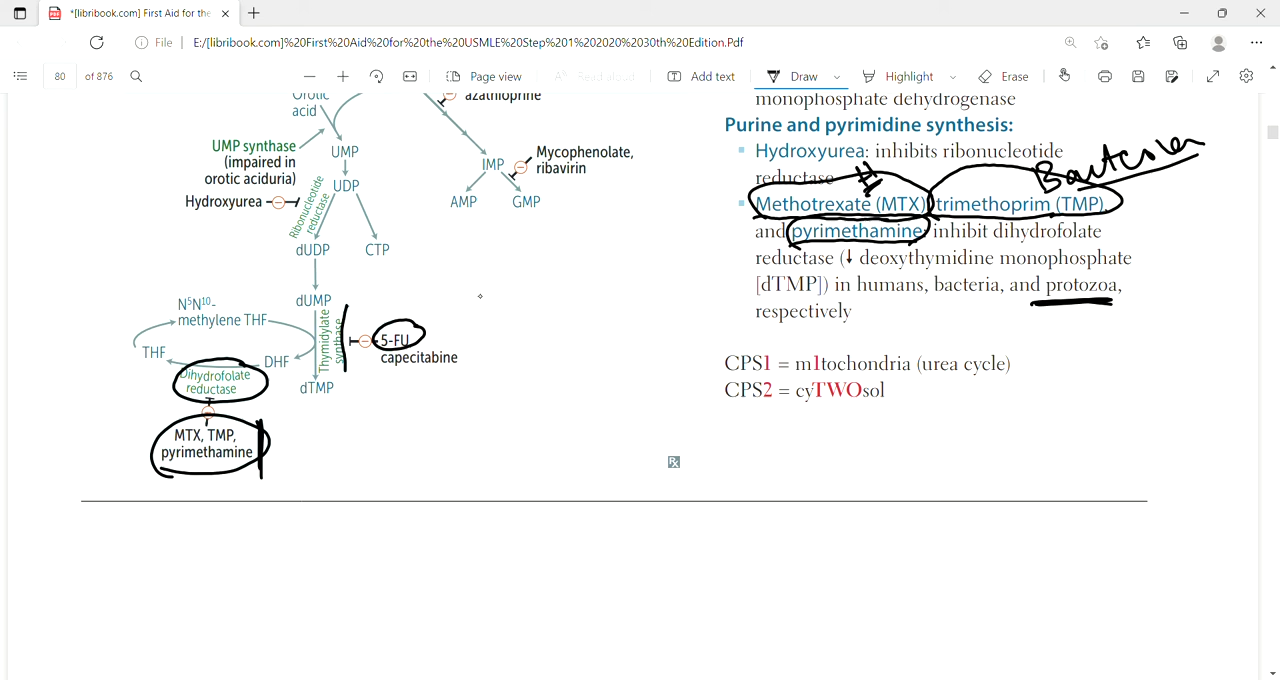 *[libribook.com] First Aid for the
File
E:/[libribook.com]%20First%20Aid%20for%20the%20USMLE%20Step%201%202020%2030th%20Edition.Pdf
80 of 876
Page view
Read aloud
Add text
Draw
Highlight
Erase
Orotic
acid
azathioprine
UMP synthase
(impaired in
orotic aciduria)
UMP
IMP
Mycophenolate,
ribavirin
Hydroxyurea
Ribonucleotide
reductase
UDP
AMP
GMP
dUDP
CTP
N5N10-
methylene THF
dUMP
Thymidylate
synthase
5-FU
capecitabine
THF
DHF
Dihydrofolate
reductase
dTMP
MTX, TMP,
pyrimethamine
monophosphate dehydrogenase
Purine and pyrimidine synthesis:
Hydroxyurea: inhibits ribonucleotide
reductase
H
Methotrexate (MTX), trimethoprim (TMP),
and pyrimethamine: inhibit dihydrofolate
reductase (↓ deoxythymidine monophosphate
[dTMP]) in humans, bacteria, and protozoa,
respectively
CPS1 = m1tochondria (urea cycle)
CPS2 = cyTWOsol
Rx